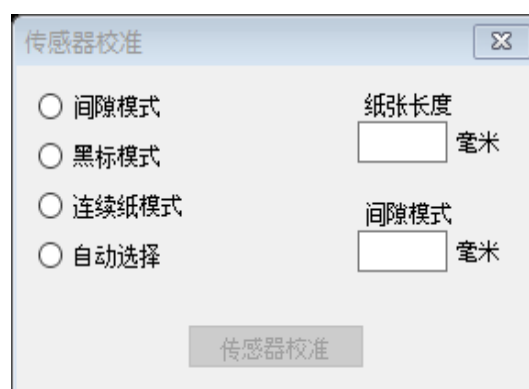 传感器校准
间隙模式
黑标模式
连续纸模式
自动选择
纸张长度
毫米
间隙模式
毫米
传感器校准